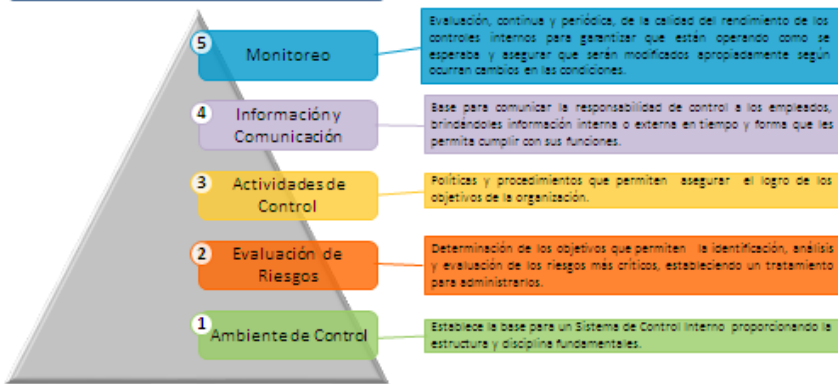 5
Monitoreo
Evaluación, continua y periódica, de la calidad del rendimiento de los
controles internos para garantizar que están operando como se
esperaba y asegurar que serán modificados apropiadamente según
ocurran cambios en las condiciones.
4
Información y
Comunicación
Base para comunicar la responsabilidad de control a los empleados,
brindándoles información interna o externa en tiempo y forma que les
permita cumplir con sus funciones.
3
Actividades de
Control
Políticas y procedimientos que permiten asegurar el logro de los
objetivos de la organización.
2
Evaluación de
Riesgos
Determinación de los objetivos que permiten la identificación, análisis
y evaluación de los riesgos más críticos, estableciendo un tratamiento
para administrarlos.
1
Ambiente de Control
Establece la base para un Sistema de Control Interno proporcionando la
estructura y disciplina fundamentales.